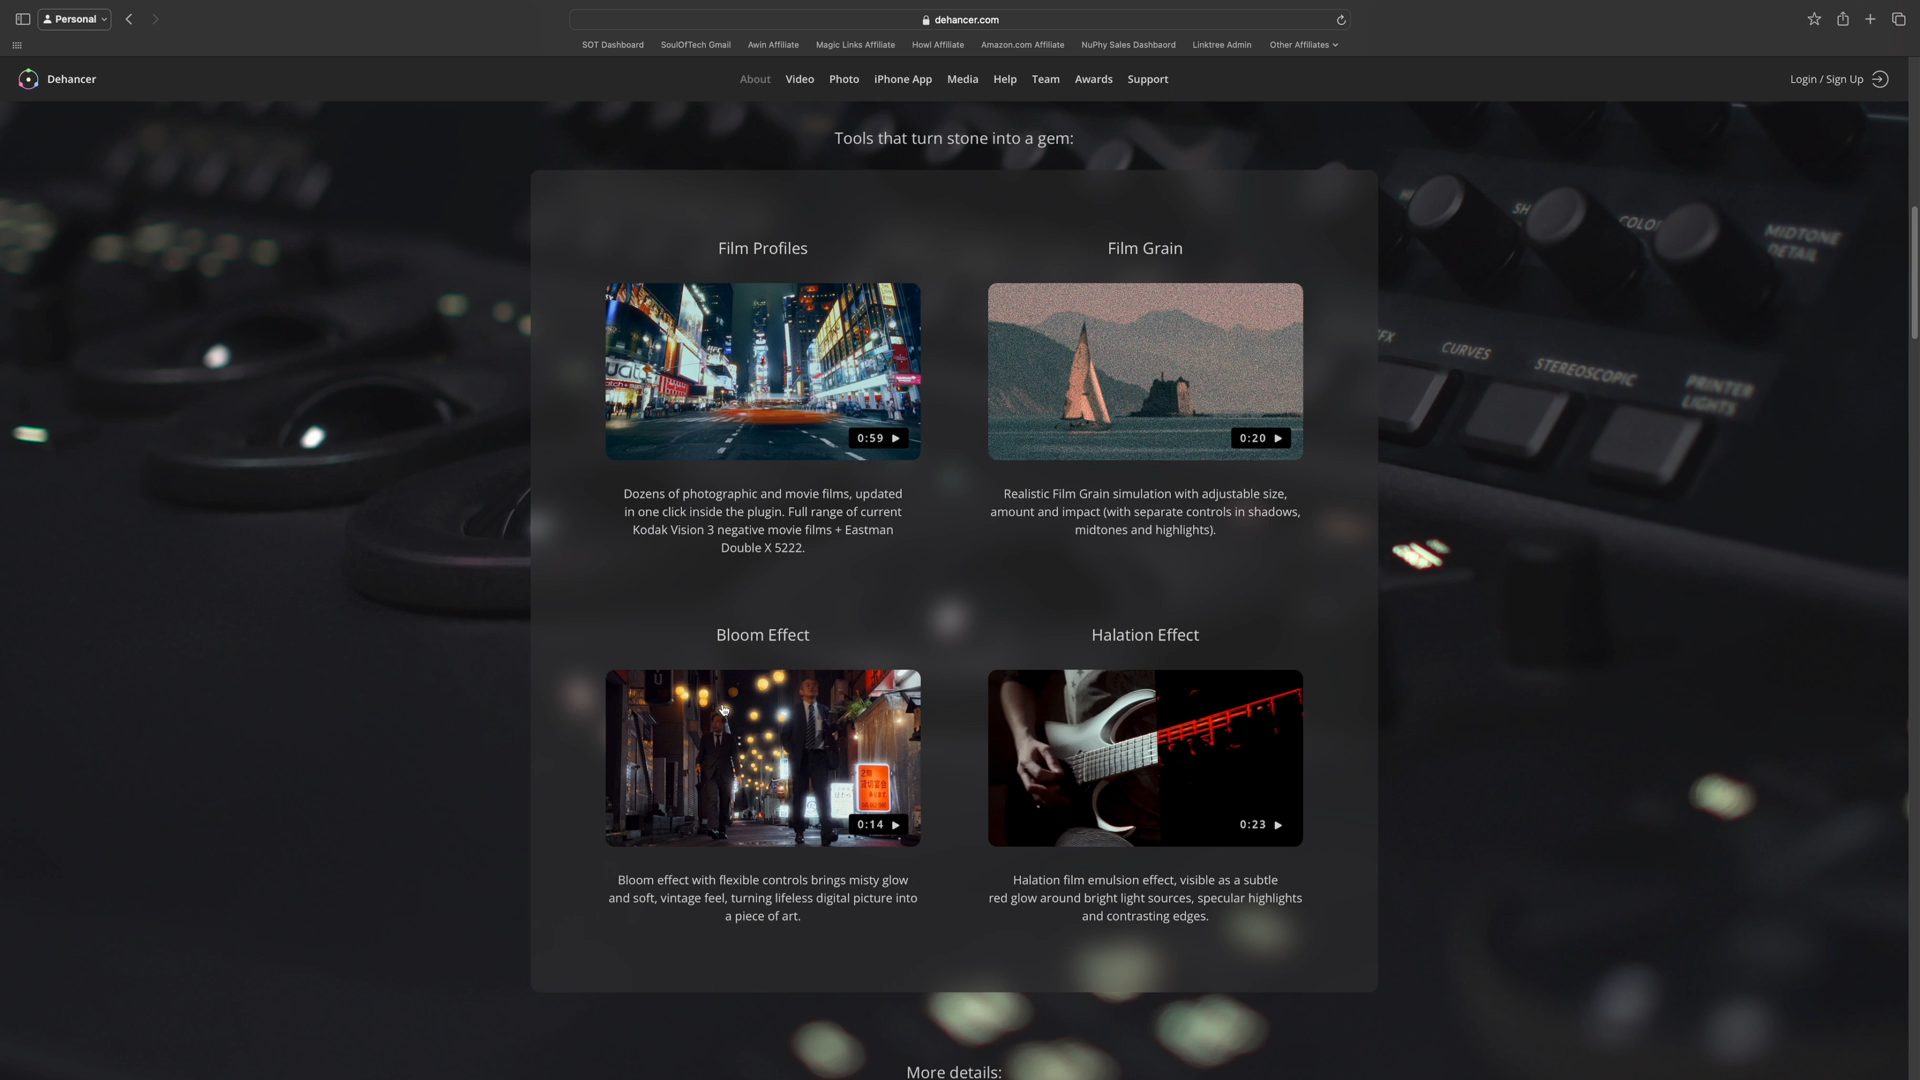 Personal
dehancer.com
SOT Dashboard SoulOfTech Gmail Awin Affiliate Magic Links Affiliate Howl Affiliate Amazon.com Affiliate NuPhy Sales Dashbaord Linktree Admin Other Affiliates
Dehancer
About Video Photo iPhone App Media Help Team Awards Support
Login / Sign Up
Tools that turn stone into a gem:
MIDTONE
DETAIL
CURVES
STEREOSCOPIC
PRINTER
LIGHTS
Film Profiles
0:59
Dozens of photographic and movie films, updated
in one click inside the plugin. Full range of current
Kodak Vision 3 negative movie films + Eastman
Double X 5222.
Film Grain
0:20
Realistic Film Grain simulation with adjustable size,
amount and impact (with separate controls in shadows,
midtones and highlights).
Bloom Effect
0:14
Bloom effect with flexible controls brings misty glow
and soft, vintage feel, turning lifeless digital picture into
a piece of art.
Halation Effect
0:23
Halation film emulsion effect, visible as a subtle
red glow around bright light sources, specular highlights
and contrasting edges.
More details: